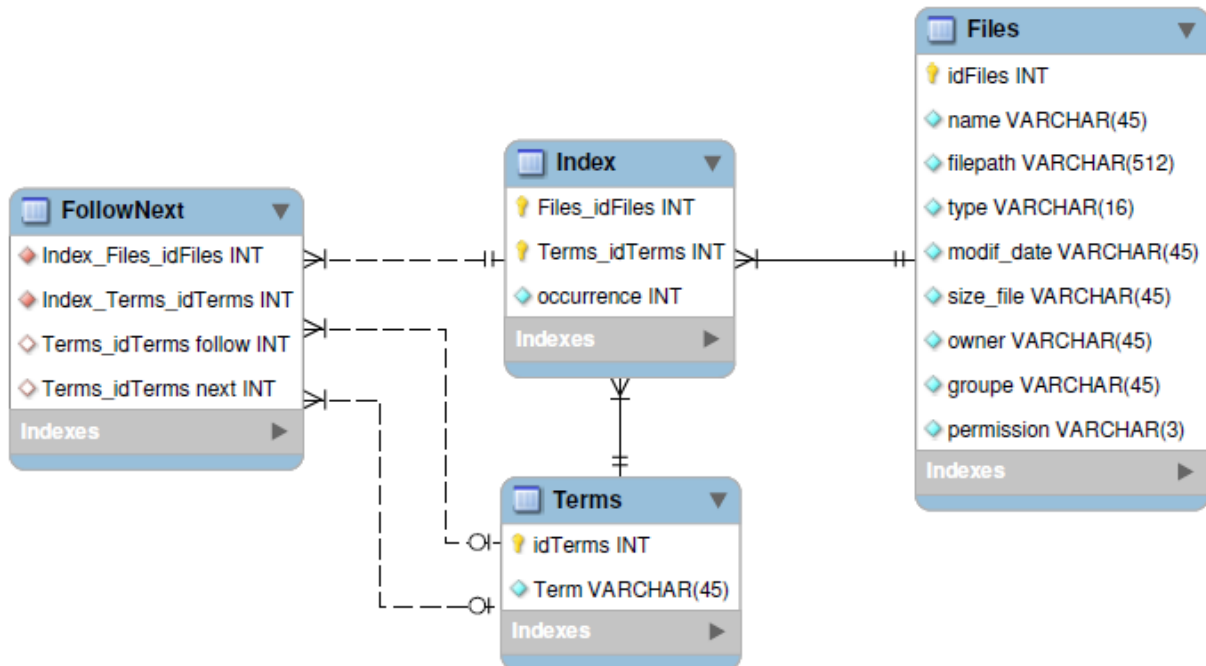 FollowNext
Index_Files_idFiles INT
Index_Terms_idTerms INT
Terms_idTerms follow INT
Terms_idTerms next INT
Indexes
Index
Files_idFiles INT
Terms_idTerms INT
occurrence INT
Indexes
Terms
idTerms INT
Term VARCHAR(45)
Indexes
Files
idFiles INT
name VARCHAR(45)
filepath VARCHAR(512)
type VARCHAR(16)
modif_date VARCHAR(45)
size_file VARCHAR(45)
owner VARCHAR(45)
groupe VARCHAR(45)
permission VARCHAR(3)
Indexes